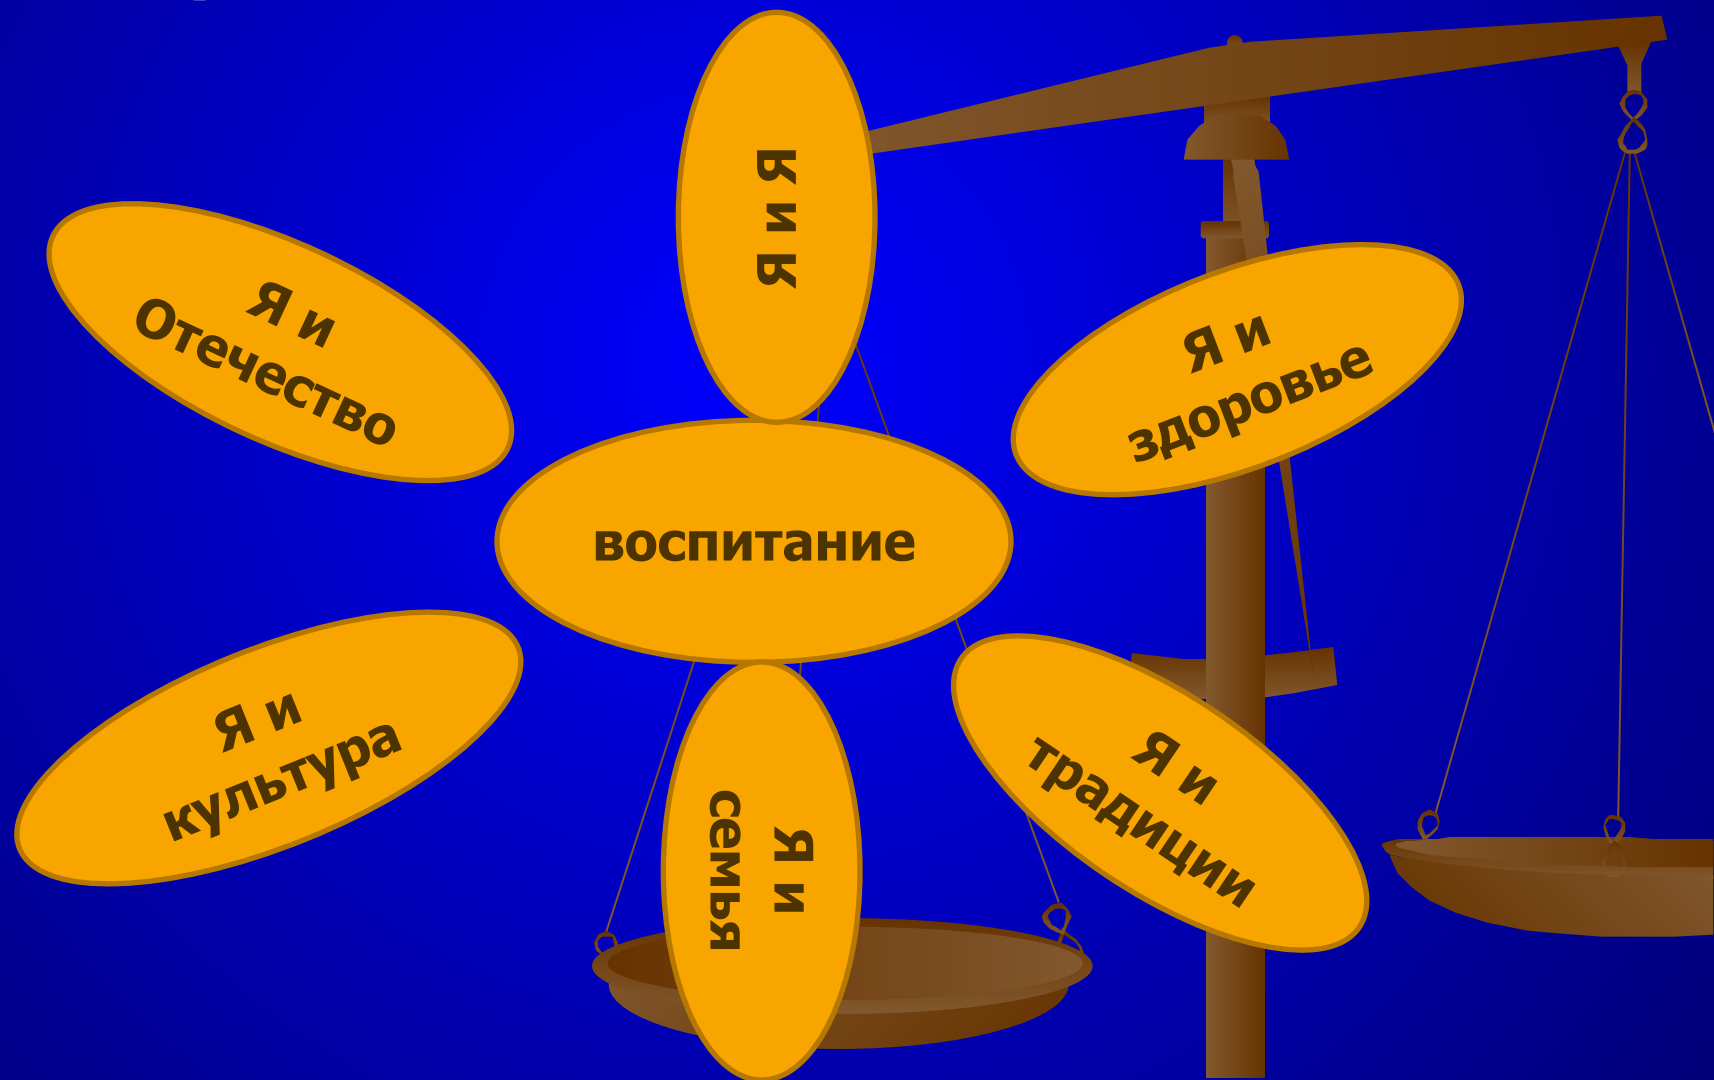 Я и Я
Я и
Отечество
Я и
здоровье
воспитание
Я и
культура
Я и
семья
Я и
традиции